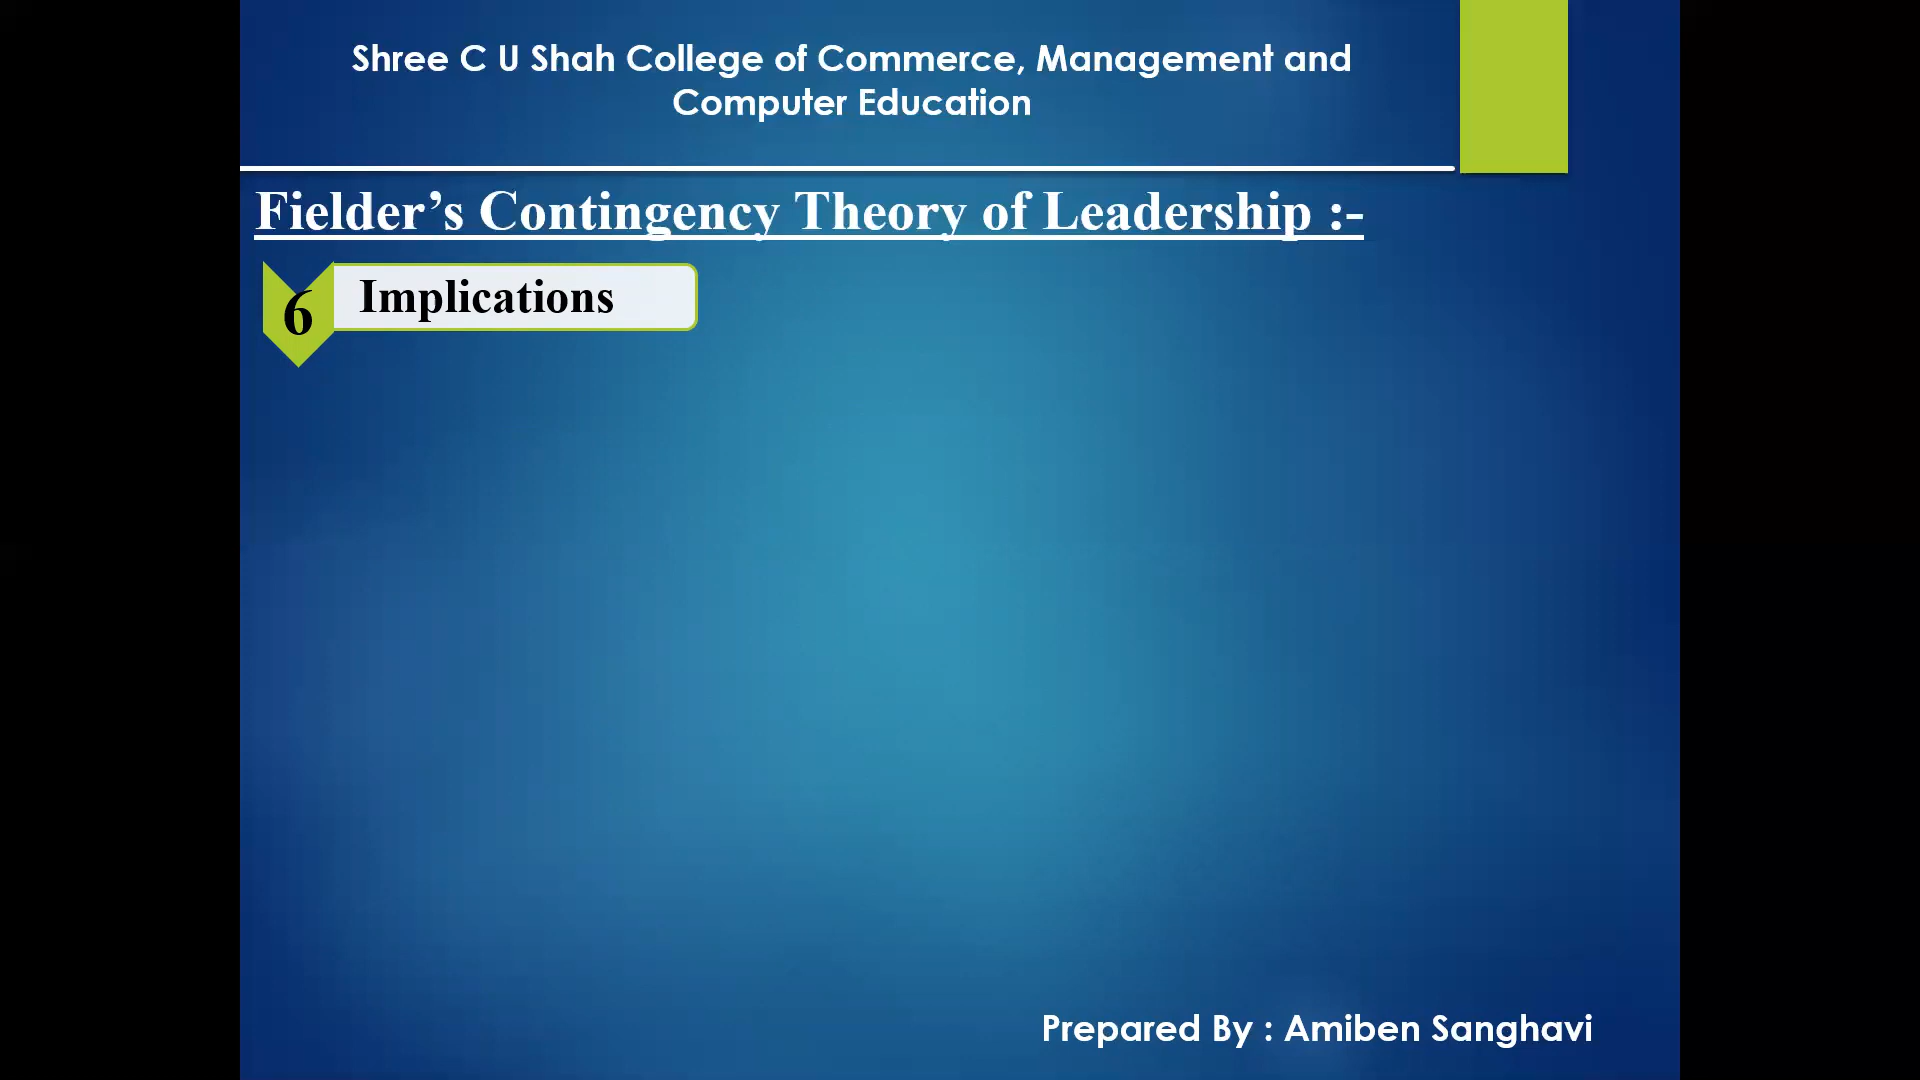 Shree C U Shah College of Commerce, Management and
Computer Education
Fielder’s Contingency Theory of Leadership :-
6
Implications
Prepared By : Amiben Sanghavi